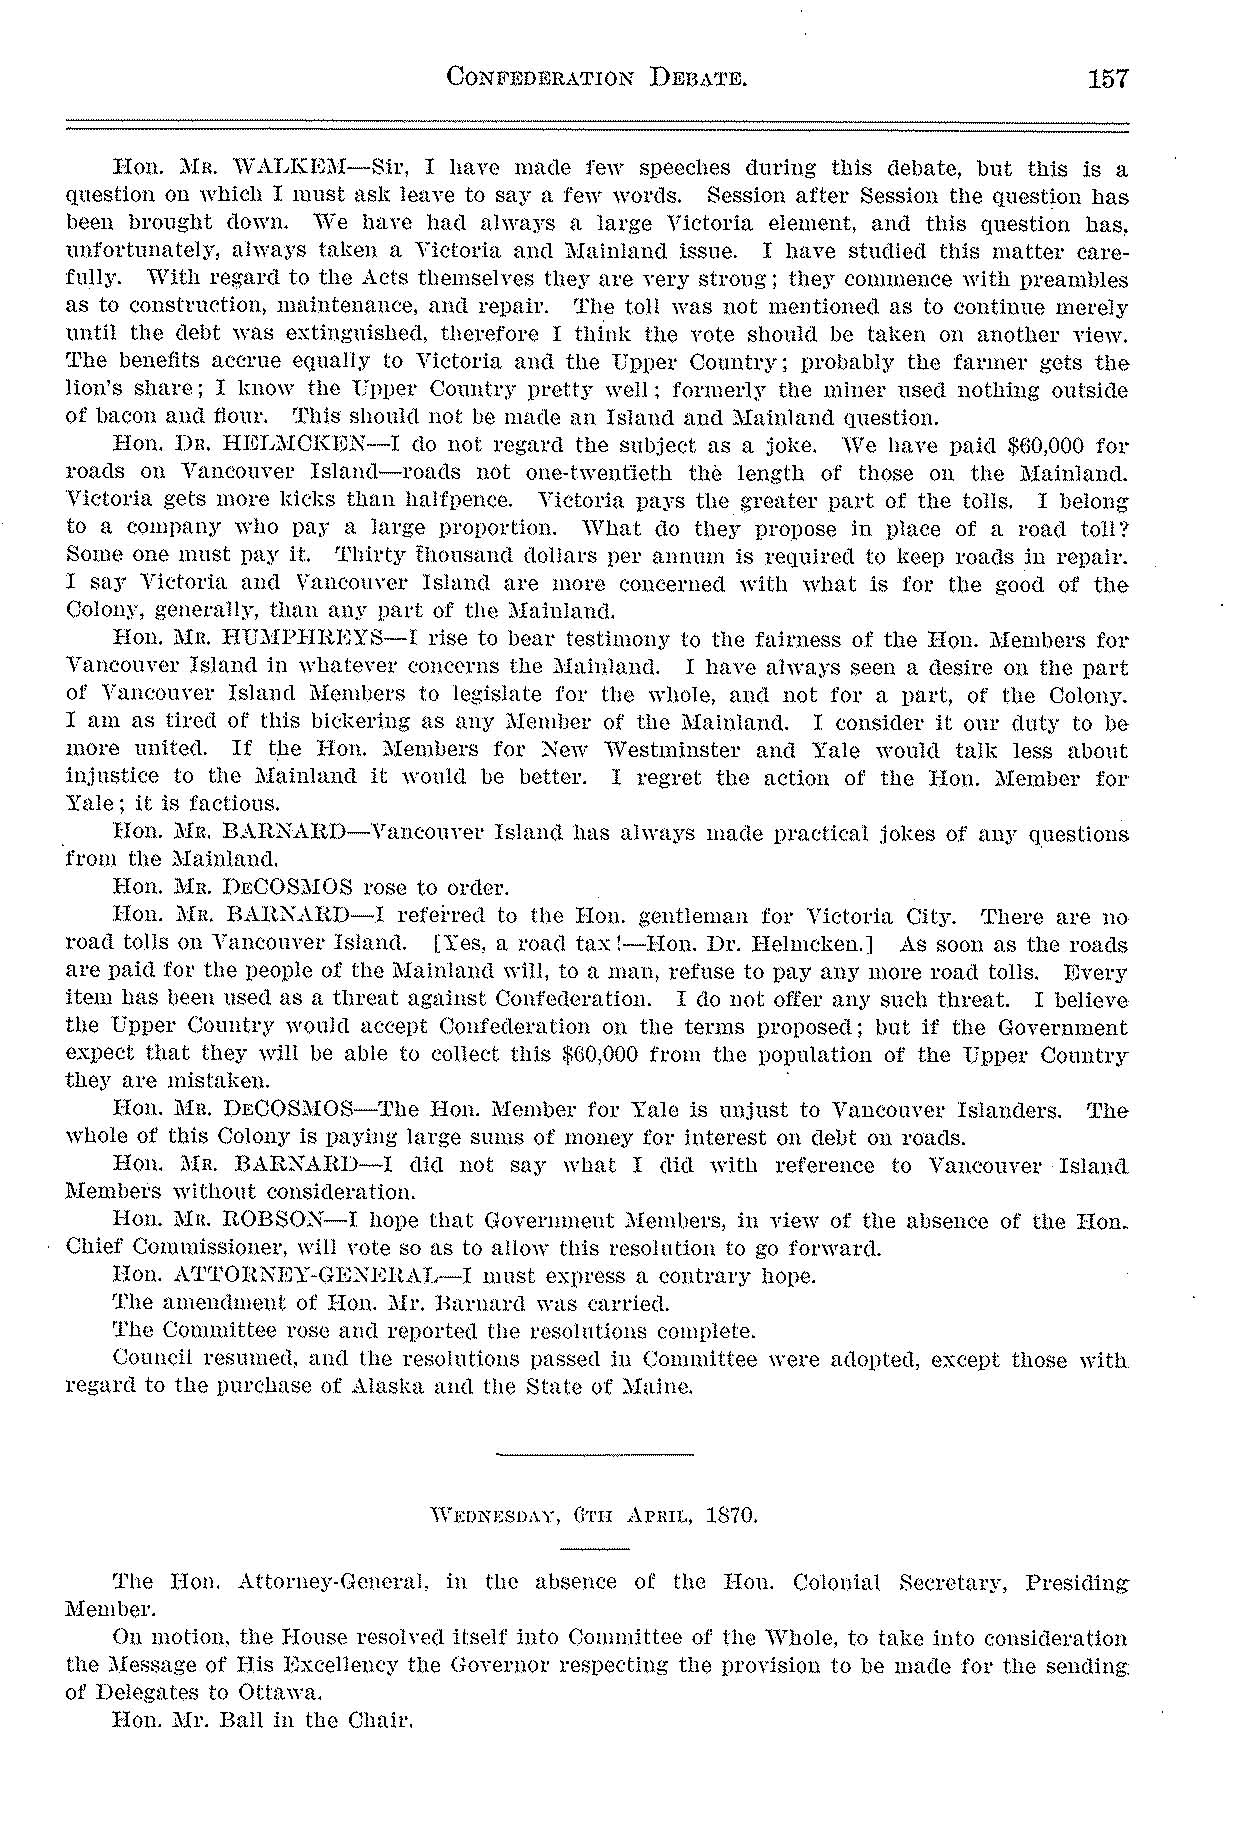 CONFEDERATION DEBATE. 157
Hon. MR. WALKEM—Sir, I have made few speeches during this debate, but this is a
question on which I must ask leave to say a few words. Session after Session the question has
been brought down. We have had always a large Victoria element, and this question has,
unfortunately, always taken a Victoria and Mainland issue. I have studied this matter care-
fully. With regard to the Acts themselves they are very strong; they commence with preambles
as to construction, maintenance, and repair. The toll was not mentioned as to continue merely
until the debt was extinguished, therefore I think the vote should be taken on another view.
The benefits accrue equally to Victoria and the Upper Country; probably the farmer gets the
lion's share; I know the Upper Country pretty well; formerly the miner used nothing outside
of bacon and flour. This should not be made an Island and Mainland question.
Hon. DR. HELMCKEN—I do not regard the subject as a joke. We have paid $60,000 for
roads on Vancouver Island—roads not one-twentieth the length of those on the Mainland.
Victoria gets more kicks than halfpence. Victoria pays the greater part of the tolls. I belong
to a company who pay a large proportion. What do they propose in place of a road toll?
Some one must pay it. Thirty thousand dollars per annum is required to keep roads in repair.
I say Victoria and Vancouver Island are more concerned with what is for the good of the
Colony, generally, than any part of the Mainland.
Hon. MR. HUMPHREYS—I rise to bear testimony to the fairness of the Hon. Members for
Vancouver Island in whatever concerns the Mainland. I have always seen a desire on the part
of Vancouver Island Members to legislate for the whole, and not for a part, of the Colony.
I am as tired of this bickering as any Member of the Mainland. I consider it our duty to be
more united. If the Hon. Members for New Westminster and Yale would talk less about
injustice to the Mainland it would be better. I regret the action of the Hon. Member for
Yale; it is factious.
Hon. MR. BARNARD—Vancouver Island has always made practical jokes of any questions
from the Mainland.
Hon. MR. DECOSMOS rose to order.
Hon. MR. BARNARD—I referred to the Hon. gentleman for Victoria City. There are no
road tolls on Vancouver Island. [Yes, a road tax!—Hon. Dr. Helmcken.] As soon as the roads
are paid for the people of the Mainland will, to a man, refuse to pay any more road tolls. Every
item has been used as a threat against Confederation. I do not offer any such threat. I believe
the Upper Country would accept Confederation on the terms proposed; but if the Government
expect that they will be able to collect this $60,000 from the population of the Upper Country
they are mistaken.
Hon. MR. DECOSMOS—The Hon. Member for Yale is unjust to Vancouver Islanders. The
whole of this Colony is paying large sums of money for interest on debt on roads.
Hon. MR. BARNARD—I did not say what I did with reference to Vancouver Island
Members without consideration.
Hon. MR. ROBSON—I hope that Government Members, in view of the absence of the Hon.
Chief Commissioner, will vote so as to allow this resolution to go forward.
Hon. ATTORNEY-GENERAL—I must express a contrary hope.
The amendment of Hon. Mr. Barnard was carried.
The Committee rose and reported the resolutions complete.
Council resumed, and the resolutions passed in Committee were adopted, except those with
regard to the purchase of Alaska and the State of Maine.
WEDNESDAY, 6TH APRIL, 1870.
The Hon. Attorney-General, in the absence of the Hon. Colonial Secretary, Presiding
Member.
On motion, the House resolved itself into Committee of the Whole, to take into consideration
the Message of His Excellency the Governor respecting the provision to be made for the sending
of Delegates to Ottawa.
Hon. Mr. Ball in the Chair.